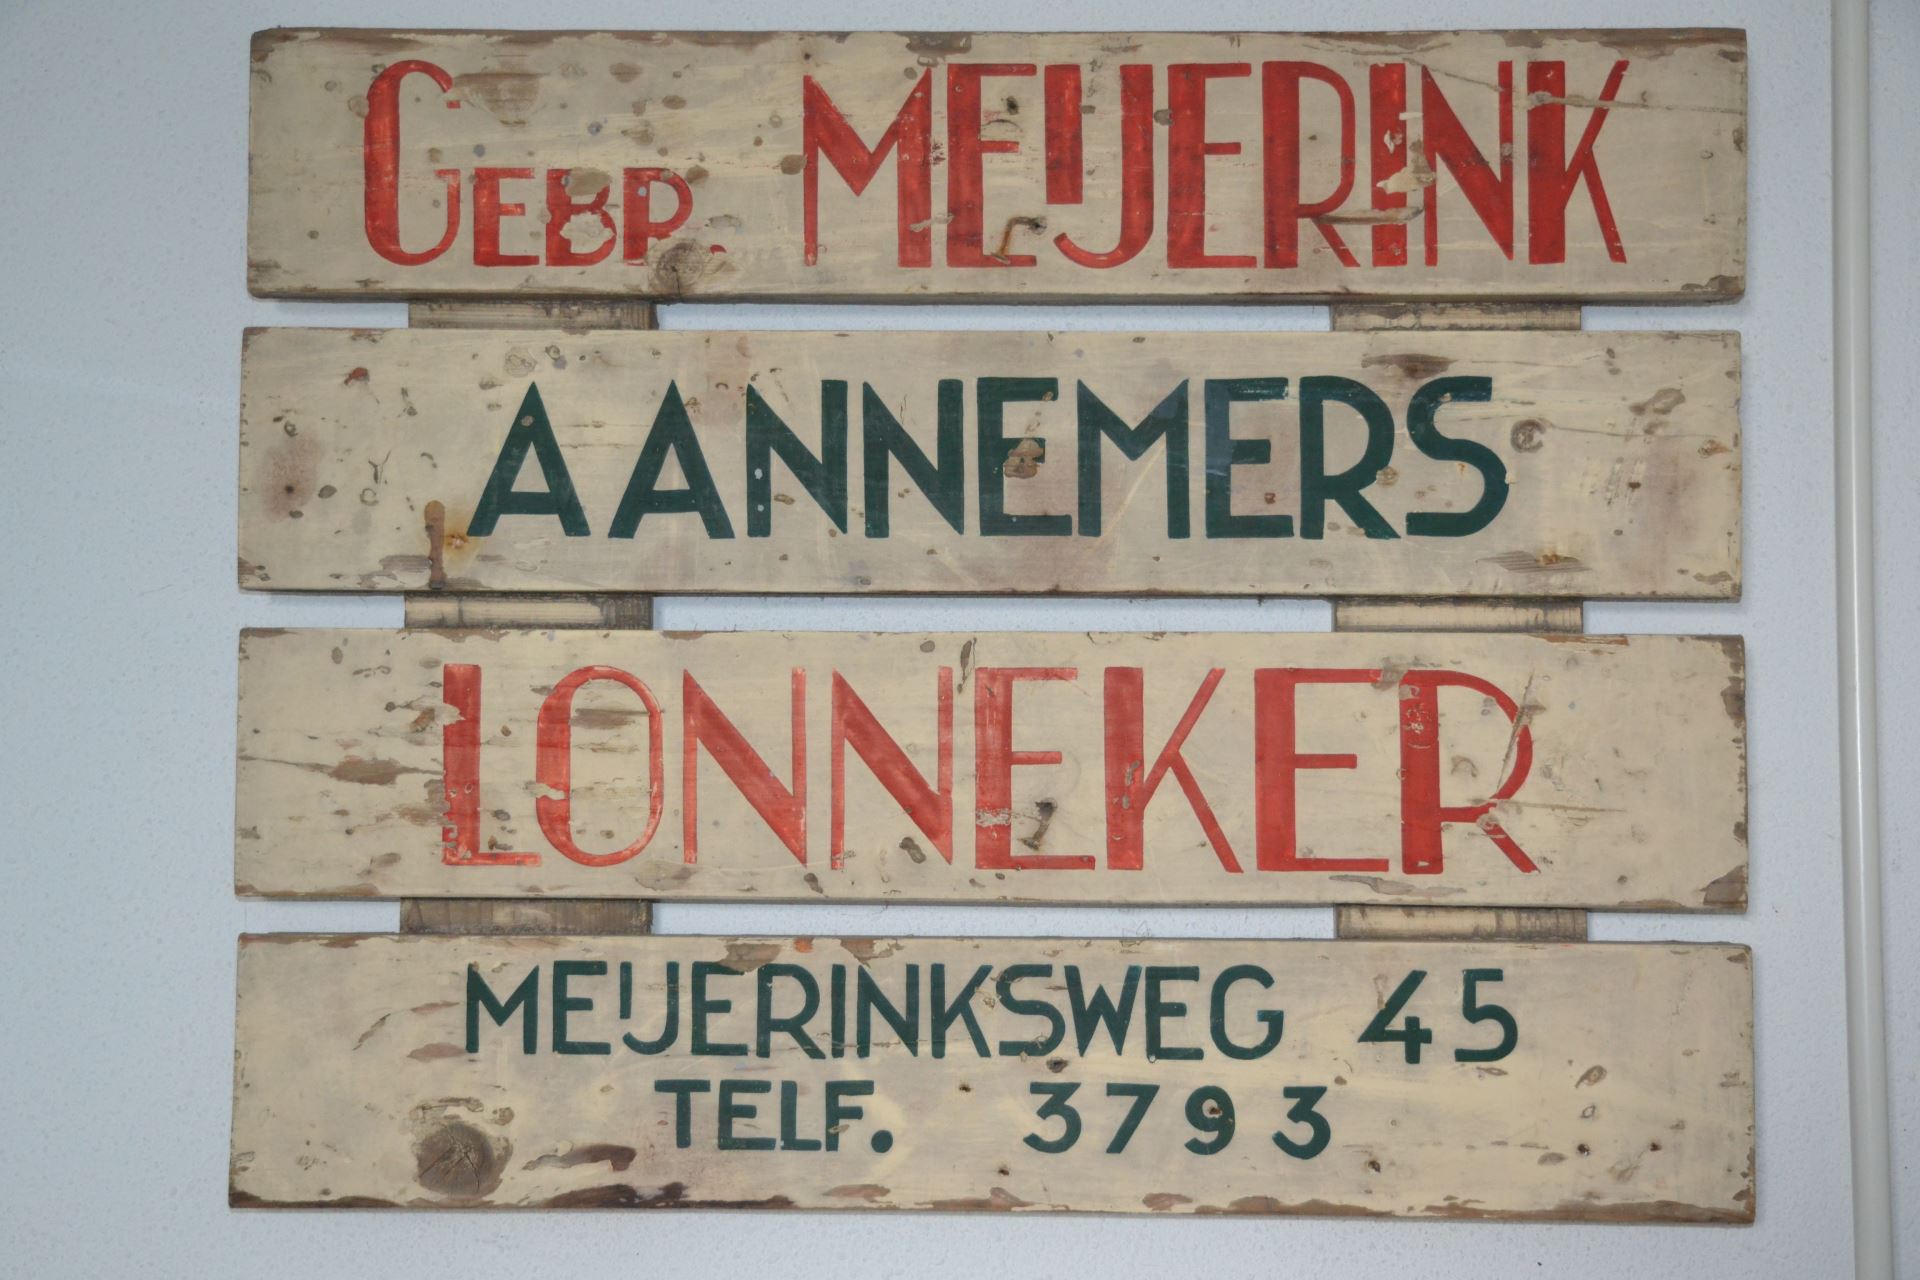 GEBR. MEIJERINK
AANNEMERS
LONNEKER
MEIJERINKSWEG 45
TELF. 3793